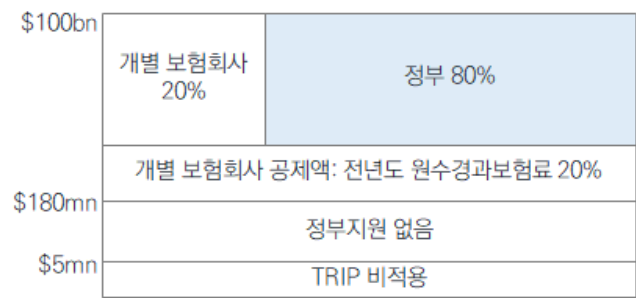 $100bn
개별 보험회사
20%
정부 80%
개별 보험회사 공제액: 전년도 원수경과보험료 20%
$180mn
정부지원 없음
$5mn
TRIP 비적용